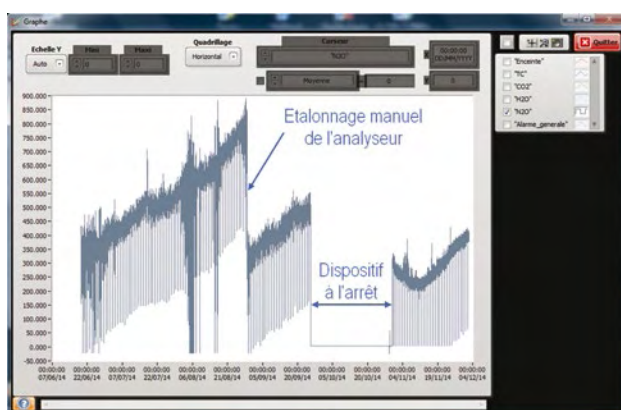 Graphe
Echelle Y Mini Maxi Quadrillage Curseur
Auto 0 0 Horizontal "N2O" 00:00:00
DD/MM/YYYY
Moyenne 0 0
Quitter
"Enceinte"
"TC"
"CO2"
"H2O"
"N2O"
"Alarme_generale"
Etalonnage manuel
de l'analyseur
Dispositif
à l'arrêt
900.000
850.000
800.000
750.000
700.000
650.000
600.000
550.000
500.000
450.000
400.000
350.000
300.000
250.000
200.000
150.000
100.000
50.000
0.000
-50.000
00:00:00 00:00:00 00:00:00 00:00:00 00:00:00 00:00:00 00:00:00 00:00:00 00:00:00 00:00:00 00:00:00 00:00:00 00:00:00
07/06/14 22/06/14 07/07/14 22/07/14 06/08/14 21/08/14 05/09/14 20/09/14 05/10/14 20/10/14 04/11/14 19/11/14 04/12/14